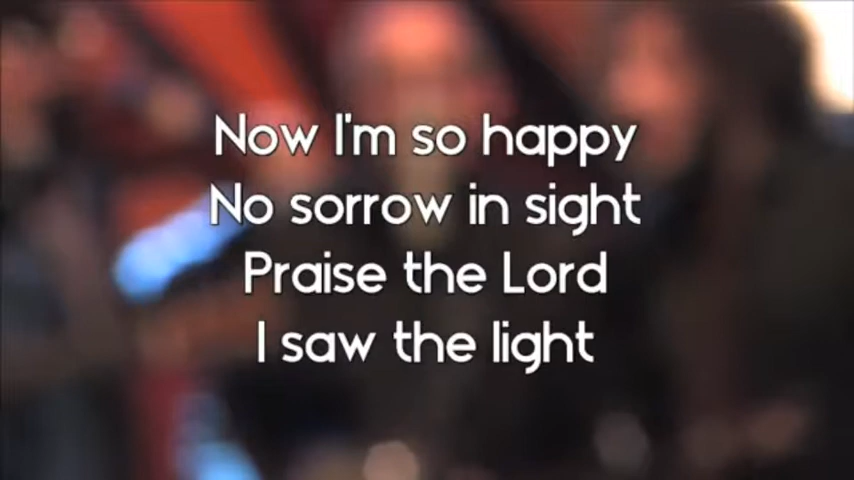 Now I'm so happy
No sorrow in sight
Praise the Lord
I saw the light